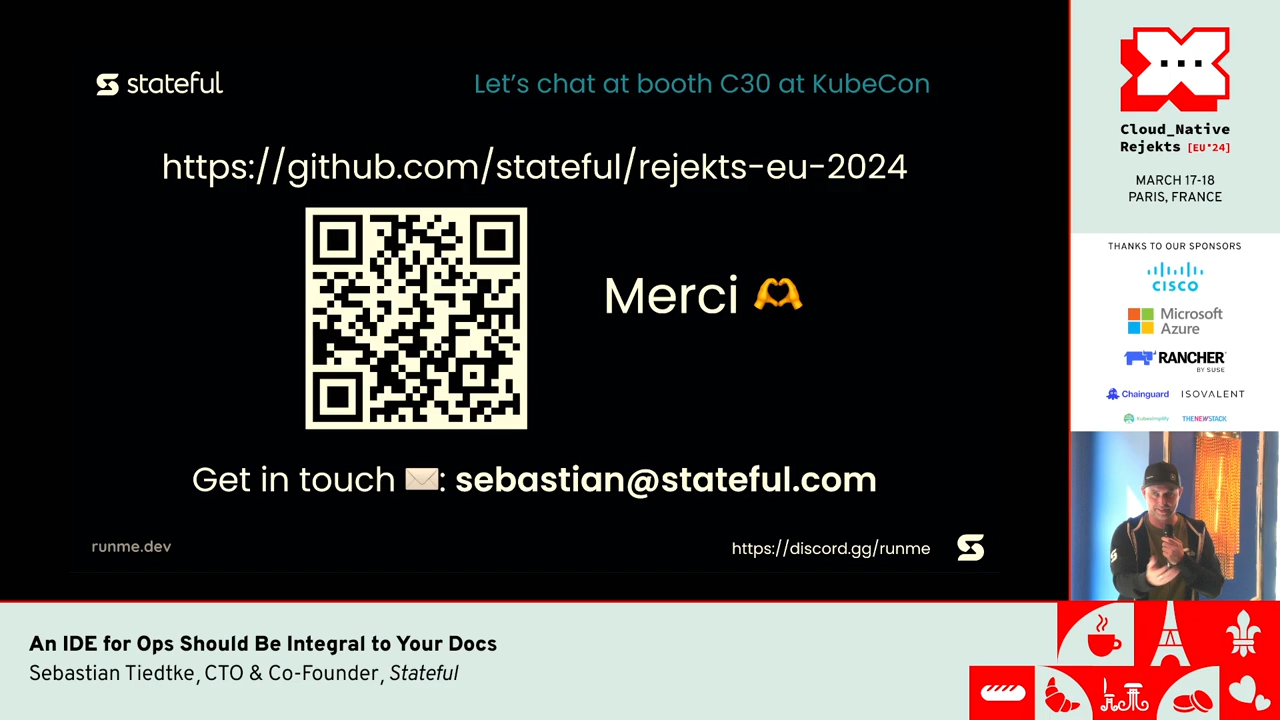 stateful
Let's chat at booth C30 at KubeCon
https://github.com/stateful/rejekts-eu-2024
Merci
Get in touch ✉️: sebastian@stateful.com
runme.dev
https://discord.gg/runme
Cloud_Native
Rejekts [EU'24]
MARCH 17-18
PARIS, FRANCE
THANKS TO OUR SPONSORS
CISCO
Microsoft
Azure
RANCHER
BY SUSE
Chainguard
ISOVALENT
kubesimplify
THENEWSTACK
An IDE for Ops Should Be Integral to Your Docs
Sebastian Tiedtke, CTO & Co-Founder, Stateful